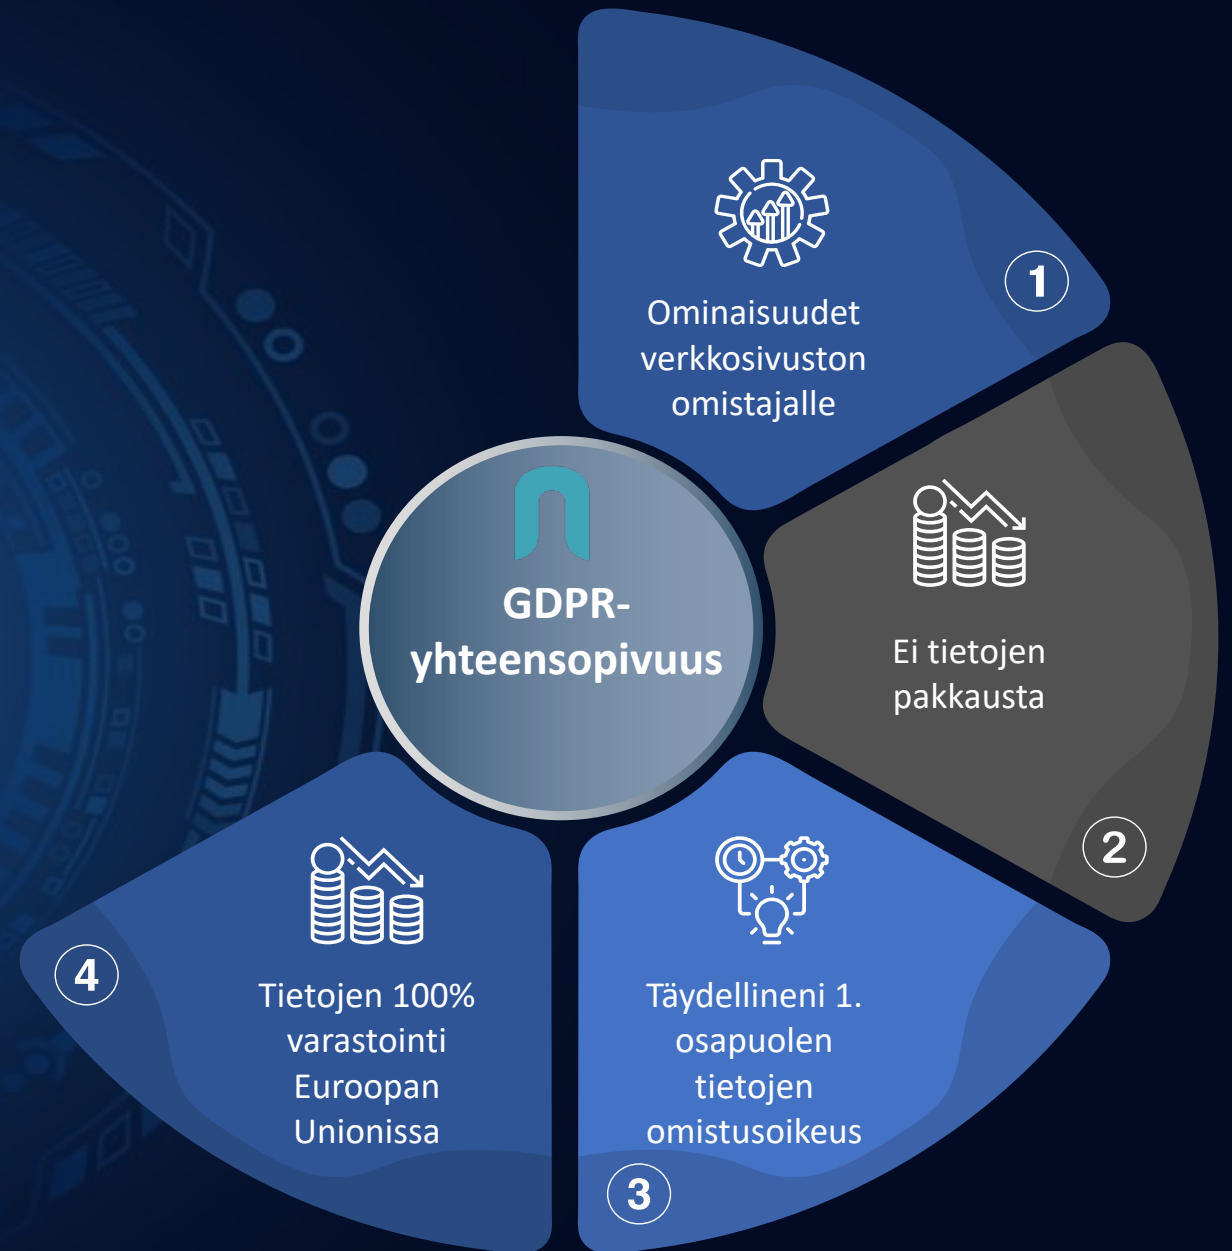 GDPR-
yhteensopivuus
1
Ominaisuudet
verkkosivuston
omistajalle
2
Ei tietojen
pakkausta
3
Täydellineni 1.
osapuolen
tietojen
omistusoikeus
4
Tietojen 100%
varastointi
Euroopan
Unionissa